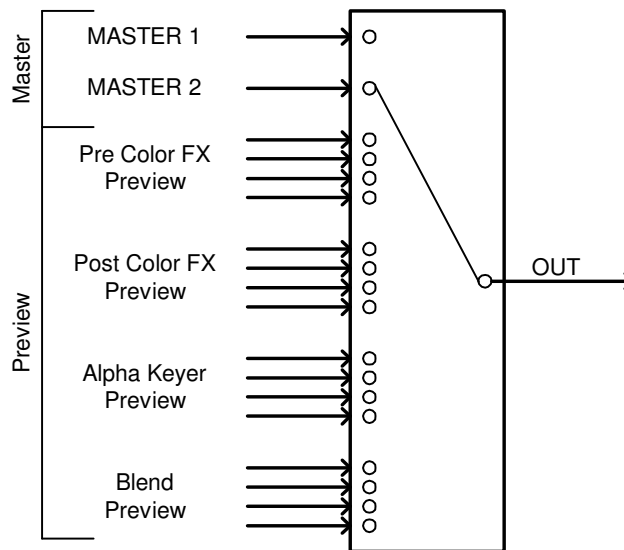 Master
MASTER 1
MASTER 2
Preview
Pre Color FX
Preview
Post Color FX
Preview
Alpha Keyer
Preview
Blend
Preview
OUT